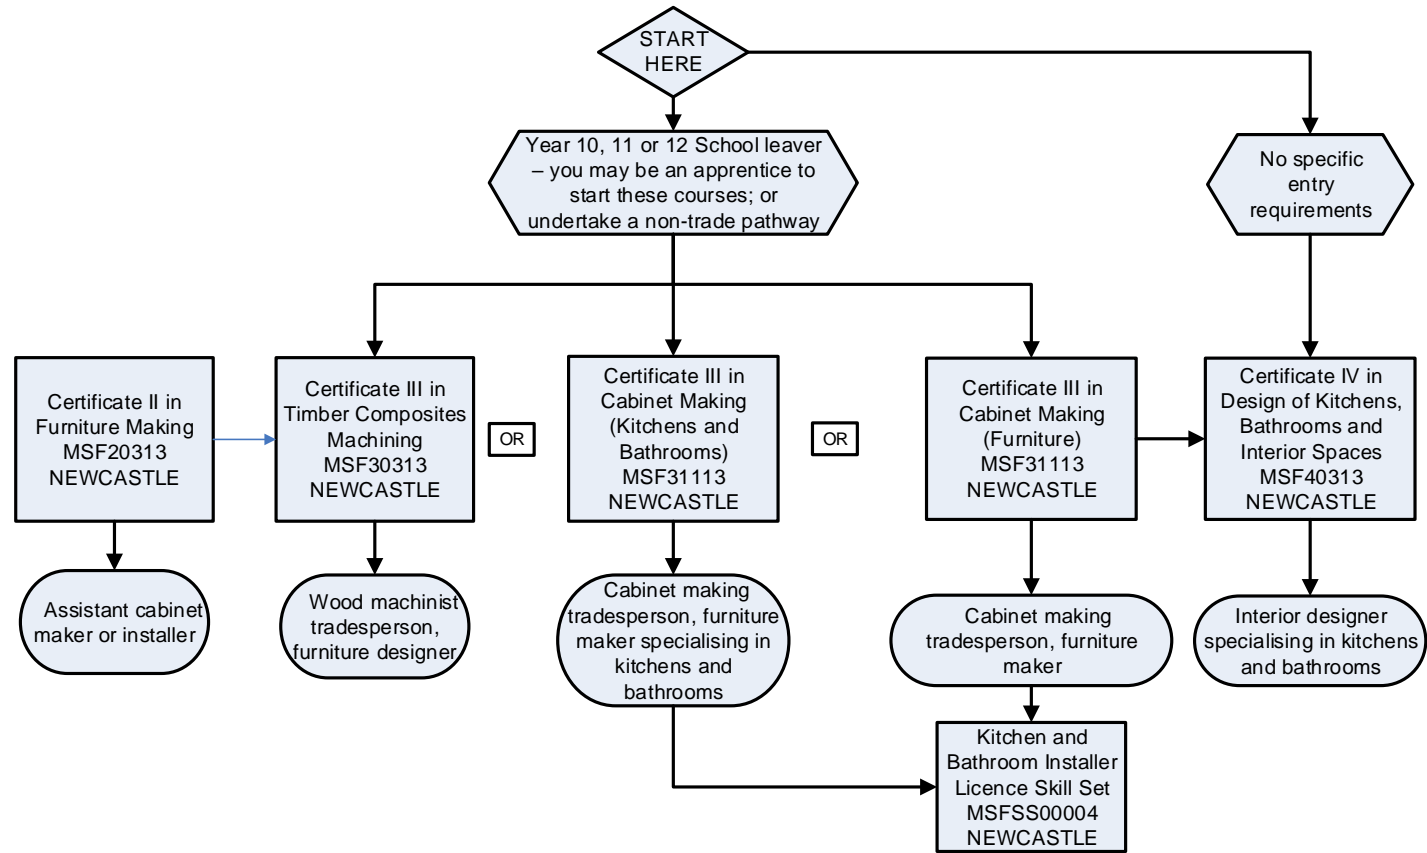 START
HERE
Year 10, 11 or 12 School leaver
– you may be an apprentice to
start these courses; or
undertake a non-trade pathway
No specific
entry
requirements
Certificate II in
Furniture Making
MSF20313
NEWCASTLE
Certificate III in
Timber Composites
Machining
MSF30313
NEWCASTLE
OR
Certificate III in
Cabinet Making
(Kitchens and
Bathrooms)
MSF31113
NEWCASTLE
OR
Certificate III in
Cabinet Making
(Furniture)
MSF31113
NEWCASTLE
Certificate IV in
Design of Kitchens,
Bathrooms and
Interior Spaces
MSF40313
NEWCASTLE
Assistant cabinet
maker or installer
Wood machinist
tradesperson,
furniture designer
Cabinet making
tradesperson, furniture
maker specialising in
kitchens and
bathrooms
Cabinet making
tradesperson, furniture
maker
Interior designer
specialising in kitchens
and bathrooms
Kitchen and
Bathroom Installer
Licence Skill Set
MSFSS00004
NEWCASTLE